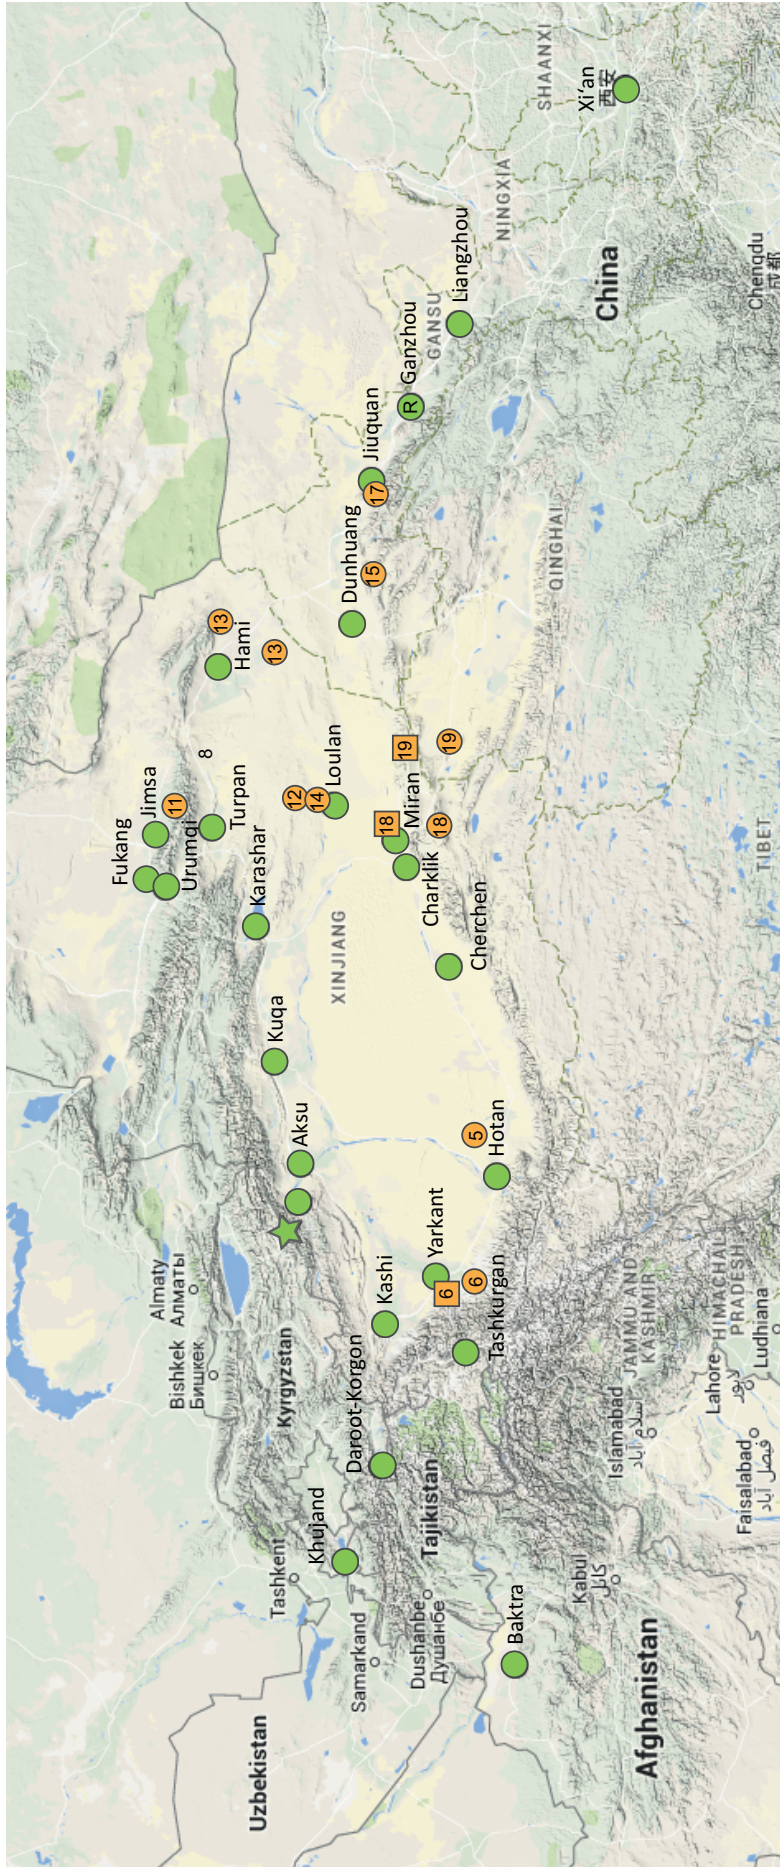 Uzbekistan
Samarkand
Tashkent
Khujand
Dushanbe
Душанбе
Baktra
Afghanistan
Kabul
کابل
Tajikistan
Daroot-Korgon
Kyrgyzstan
Bishkek
Бишкек
Almaty
Алматы
Islamabad
اسلام آباد
Faisalabad
فیصل آباد
Lahore
لاہور
Ludhiana
JAMMU AND
KASHMIR
HIMACHAL
PRADESH
Kashi
Tashkurgan
Yarkant
6
6
Hotan
5
Aksu
Kuqa
XINJIANG
Karashar
Cherchen
Charklik
Miran
18
18
19
19
Fukang
Urumqi
Jimsa
11
Turpan
8
12
14
Loulan
Hami
13
13
TIBET
QINGHAI
Dunhuang
15
17
Jiuquan
R
Ganzhou
GANSU
Liangzhou
NINGXIA
China
SHAANXI
Xi'an
西安
Chengdu
成都